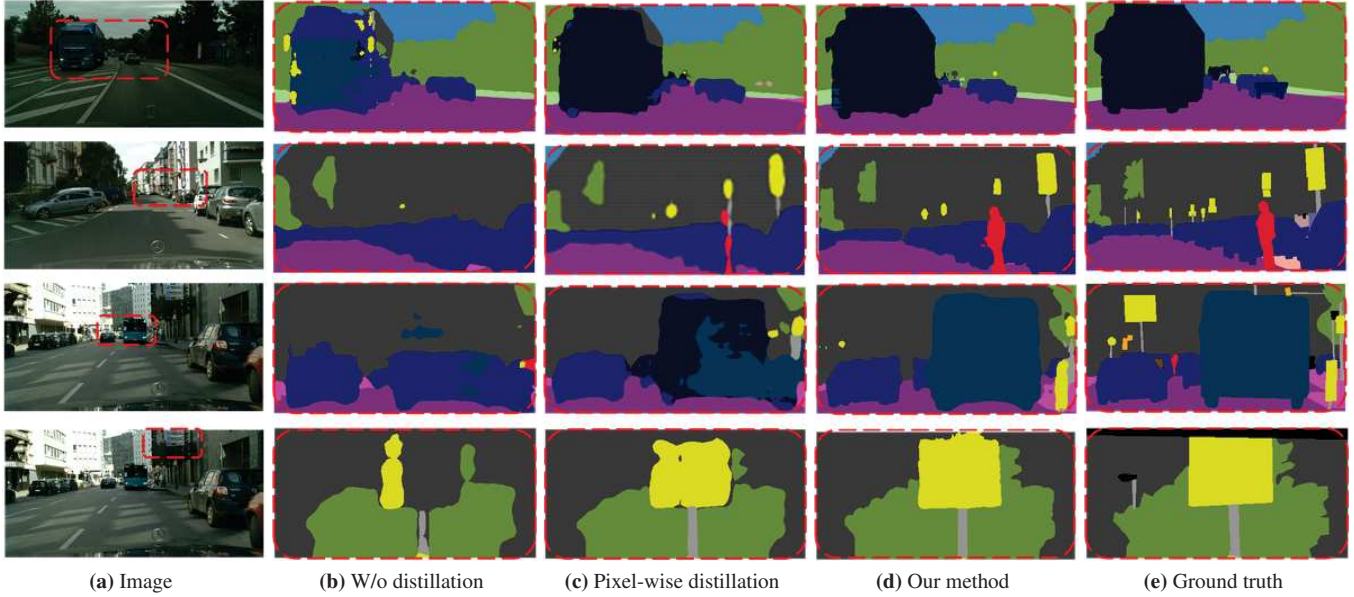 (a) Image
(b) W/o distillation
(c) Pixel-wise distillation
(d) Our method
(e) Ground truth